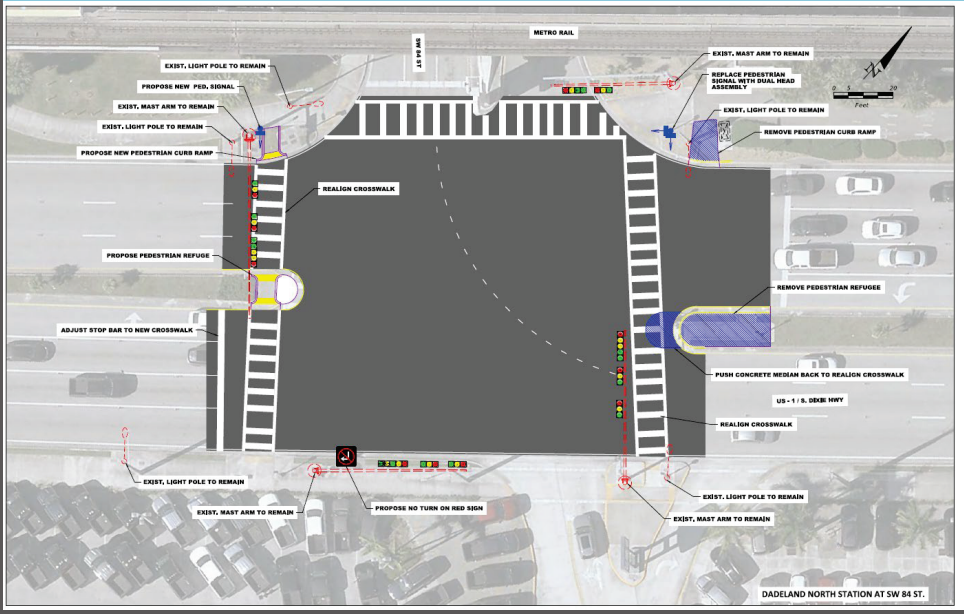 METRO RAIL
SW 84 ST
EXIST. LIGHT POLE TO REMAIN
PROPOSE NEW PED. SIGNAL
EXIST. MAST ARM TO REMAIN
EXIST. LIGHT POLE TO REMAIN
PROPOSE NEW PEDESTRIAN CURB RAMP
EXIST. MAST ARM TO REMAIN
REPLACE PEDESTRIAN
SIGNAL WITH DUAL HEAD
ASSEMBLY
EXIST. LIGHT POLE TO REMAIN
REMOVE PEDESTRIAN CURB RAMP
0 5 20
Feet
REALIGN CROSSWALK
PROPOSE PEDESTRIAN REFUGE
ADJUST STOP BAR TO NEW CROSSWALK
REMOVE PEDESTRIAN REFUGEE
PUSH CONCRETE MEDIAN BACK TO REALIGN CROSSWALK
US - 1 / S. DIXIE HWY
REALIGN CROSSWALK
EXIST. LIGHT POLE TO REMAIN
EXIST. MAST ARM TO REMAIN
PROPOSE NO TURN ON RED SIGN
EXIST. LIGHT POLE TO REMAIN
EXIST. MAST ARM TO REMAIN
DADELAND NORTH STATION AT SW 84 ST.